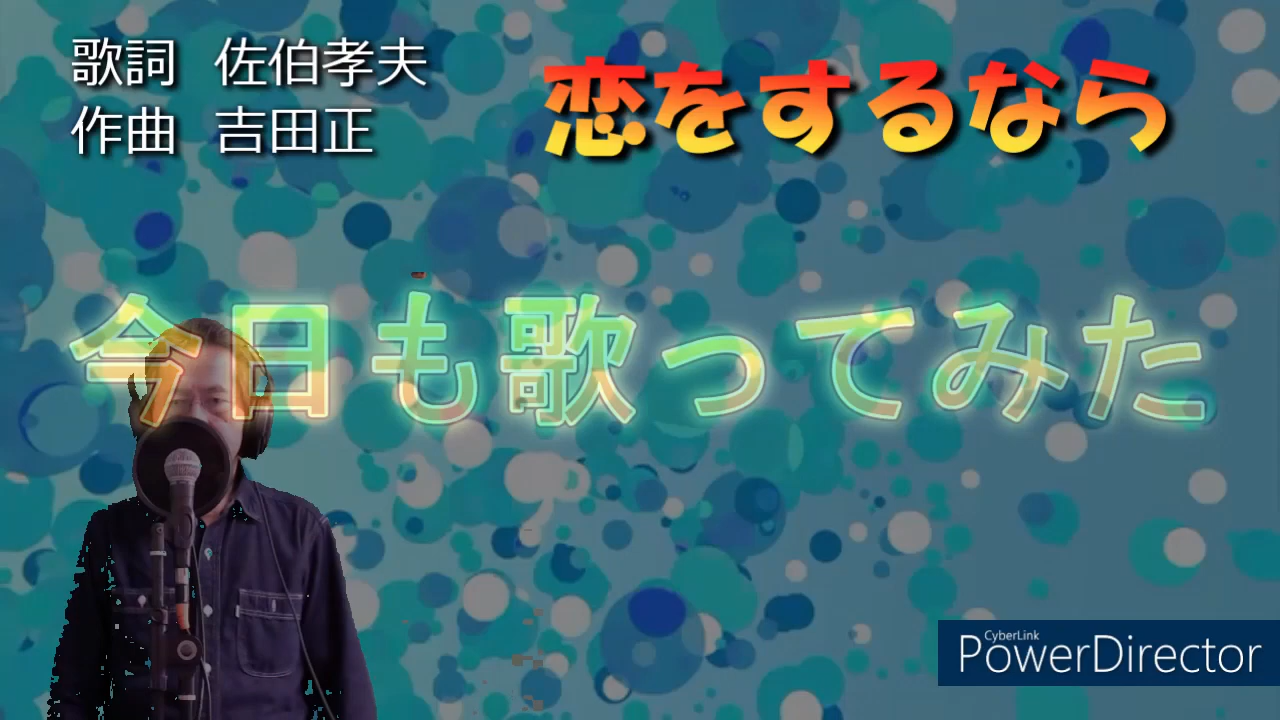 歌詞 佐伯孝夫
作曲 吉田正
恋をするなら
今日も歌ってみた
CyberLink
PowerDirector